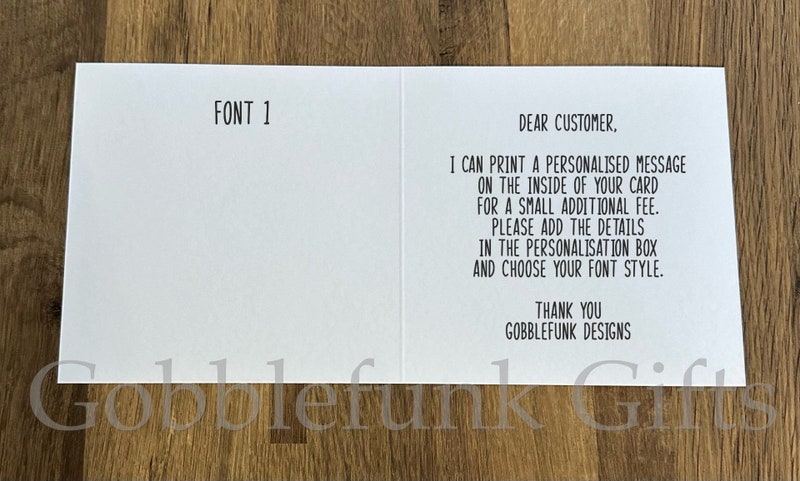 FONT 1
DEAR CUSTOMER,
I CAN PRINT A PERSONALISED MESSAGE
ON THE INSIDE OF YOUR CARD
FOR A SMALL ADDITIONAL FEE.
PLEASE ADD THE DETAILS
IN THE PERSONALISATION BOX
AND CHOOSE YOUR FONT STYLE.
THANK YOU
GOBBLEFUNK DESIGNS
Gobblefunk Gifts